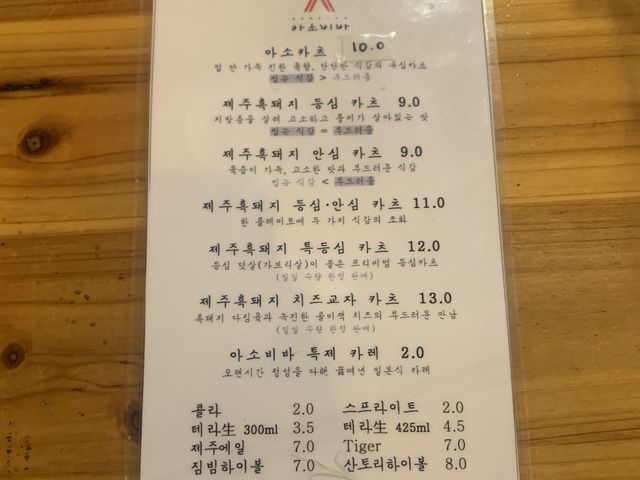 아소비바
아소카츠 10.0
입 안 가득 진한 육향, 단단한 식감의 육심카츠
씹는 식감 > 부드러움
제주흑돼지 등심 카츠 9.0
지방층을 살려 고소하고 풍미가 살아있는 맛
씹는 식감 = 부드러움
제주흑돼지 안심 카츠 9.0
육즙이 가득, 고소한 맛과 부드러운 식감
씹는 식감 < 부드러움
제주흑돼지 등심·안심 카츠 11.0
한 플레이트에 두 가지 식감의 조화
제주흑돼지 특등심 카츠 12.0
등심 덧살(가브리살)이 붙은 프리미엄 등심카츠
(일일 수량 한정 판매)
제주흑돼지 치즈교자 카츠 13.0
흑돼지 다짐육과 녹진한 콜비잭 치즈의 부드러운 만남
(일일 수량 한정 판매)
아소비바 특제 카레 2.0
오랜시간 정성을 다해 끓여낸 일본식 카레
콜라 2.0 스프라이트 2.0
테라生 300ml 3.5 테라生 425ml 4.5
제주에일 7.0 Tiger 7.0
짐빔하이볼 7.0 산토리하이볼 8.0